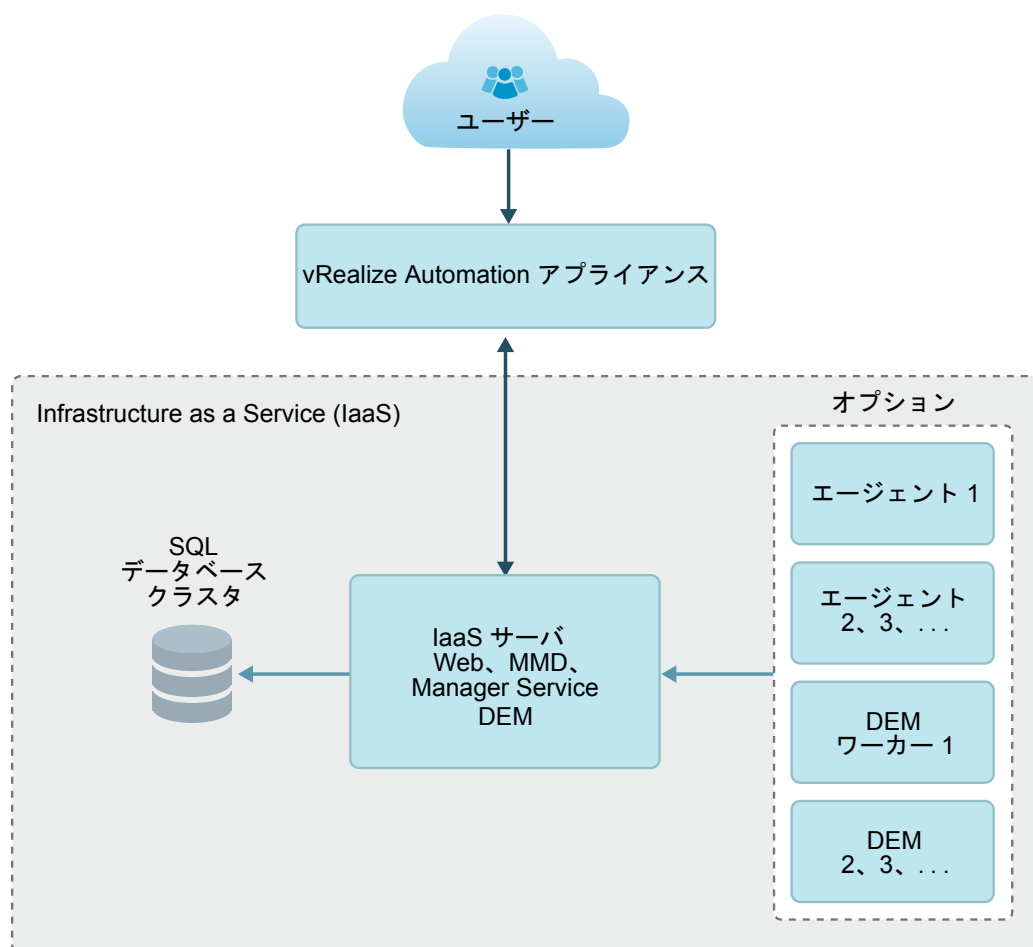 ユーザー
vRealize Automation アプライアンス
Infrastructure as a Service (IaaS)
オプション
エージェント 1
SQL
データベース
クラスタ
エージェント
2、3、. . .
IaaS サーバ
Web、MMD、
Manager Service
DEM
DEM
ワーカー 1
DEM
2、3、. . .